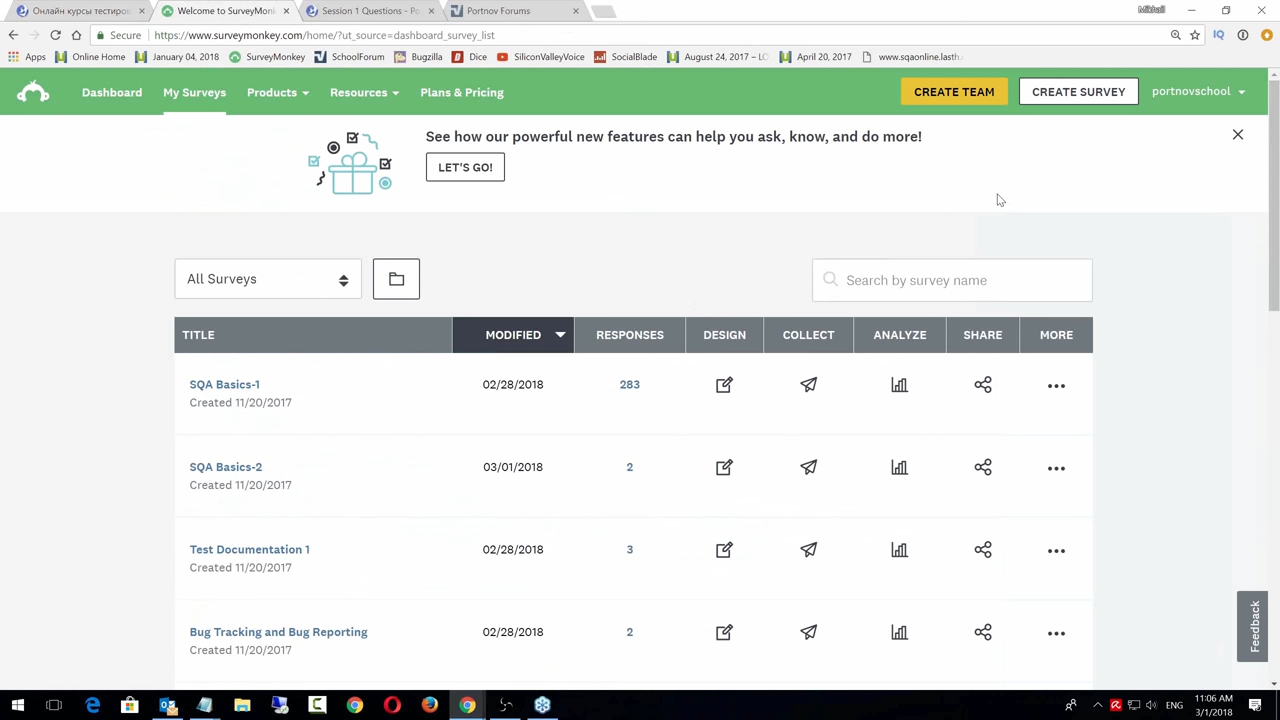 Онлайн курсы тестиров
Welcome to SurveyMonke
Session 1 Questions - Po
Portnov Forums
Mikhail
Secure
https://www.surveymonkey.com/home/?ut_source=dashboard_survey_list
Apps
Online Home
January 04, 2018
SurveyMonkey
SchoolForum
Bugzilla
Dice
SiliconValleyVoice
SocialBlade
August 24, 2017 – LO
April 20, 2017
www.sqaonline.lasth
Dashboard
My Surveys
Products
Resources
Plans & Pricing
CREATE TEAM
CREATE SURVEY
portnovschool
See how our powerful new features can help you ask, know, and do more!
LET'S GO!
All Surveys
Search by survey name
TITLE MODIFIED RESPONSES DESIGN COLLECT ANALYZE SHARE MORE
SQA Basics-1 02/28/2018 283
Created 11/20/2017
SQA Basics-2 03/01/2018 2
Created 11/20/2017
Test Documentation 1 02/28/2018 3
Created 11/20/2017
Bug Tracking and Bug Reporting 02/28/2018 2
Created 11/20/2017
Feedback
ENG
11:06 AM
3/1/2018